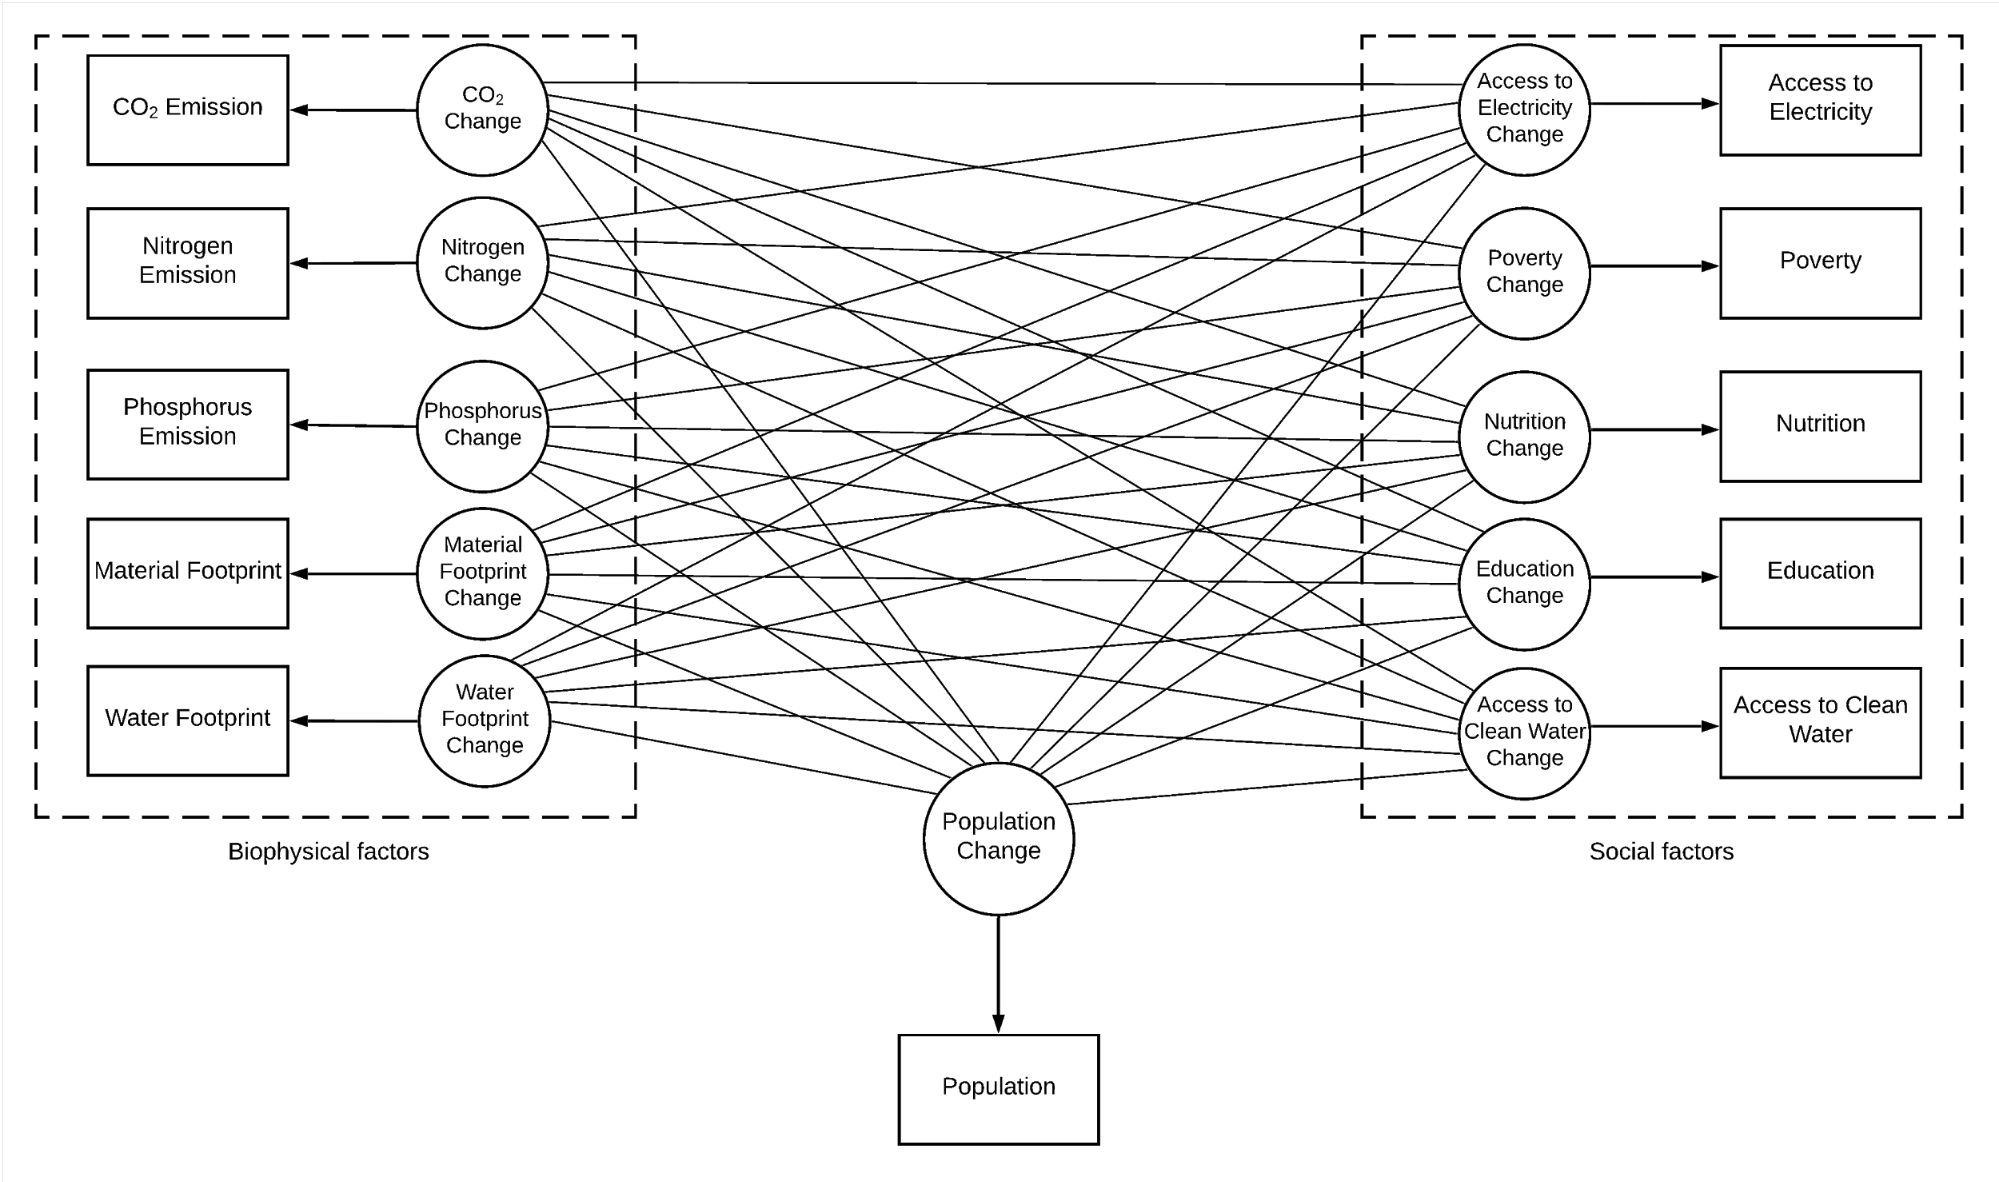 CO₂ Emission
CO₂
Change
Access to
Electricity
Change
Access to
Electricity
Nitrogen
Emission
Nitrogen
Change
Poverty
Change
Poverty
Phosphorus
Emission
Phosphorus
Change
Nutrition
Change
Nutrition
Material Footprint
Material
Footprint
Change
Education
Change
Education
Water Footprint
Water
Footprint
Change
Access to
Clean Water
Change
Access to Clean
Water
Biophysical factors
Population
Change
Social factors
Population